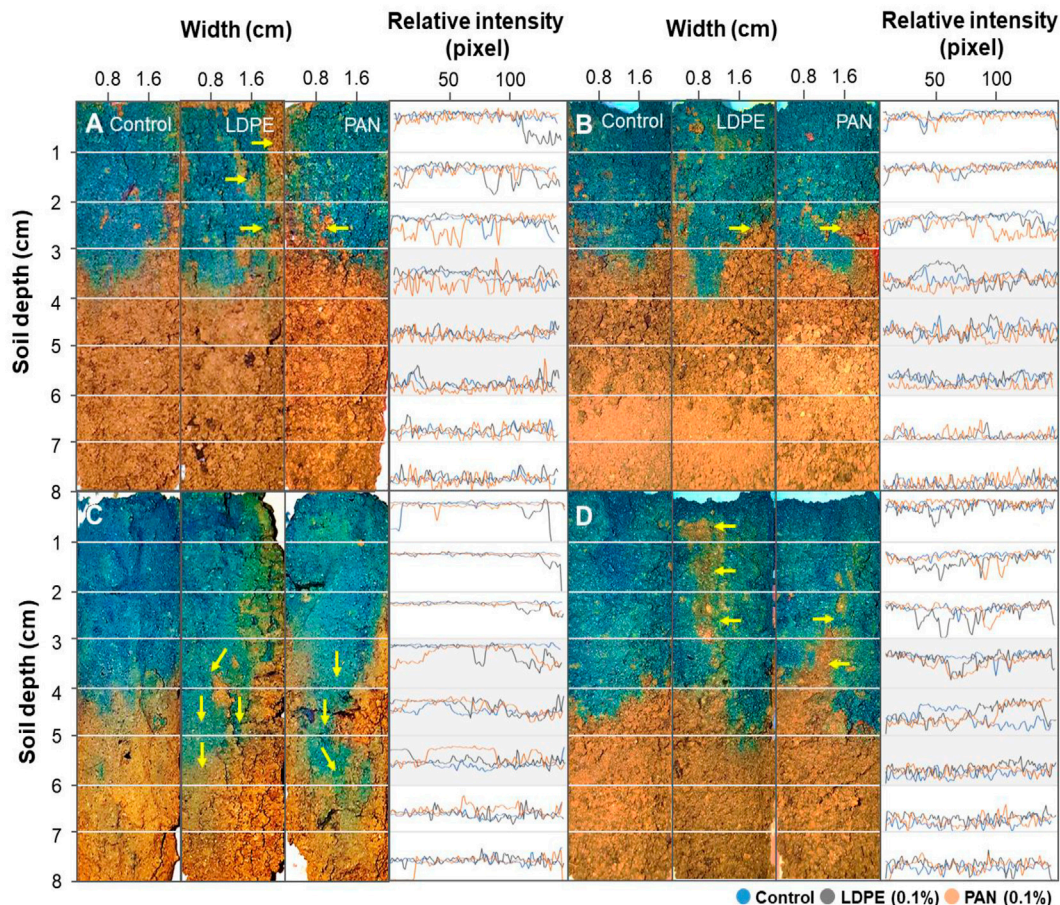 Width (cm)
Relative intensity
(pixel)
Width (cm)
Relative intensity
(pixel)
0.8 1.6 0.8 1.6 0.8 1.6 50 100 0.8 1.6 0.8 1.6 0.8 1.6 50 100
A Control LDPE PAN B Control LDPE PAN
Soil depth (cm)
1
2
3
4
5
6
7
8
C D
Soil depth (cm)
1
2
3
4
5
6
7
8
Control LDPE (0.1%) PAN (0.1%)